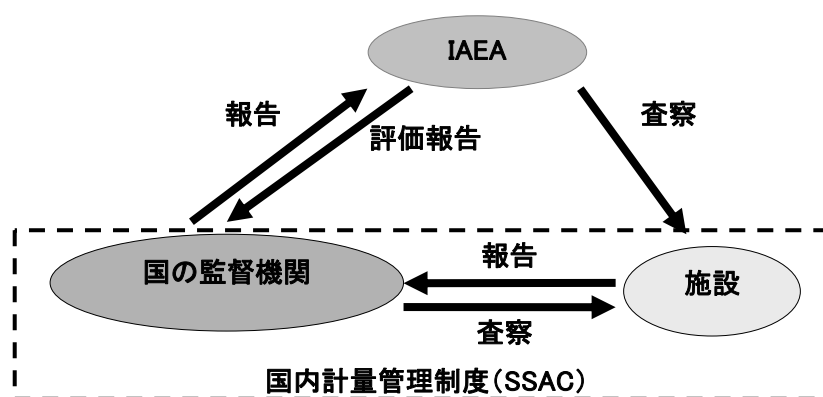 IAEA
報告
査察
評価報告
報告
国の監督機関
施設
査察
国内計量管理制度(SSAC)